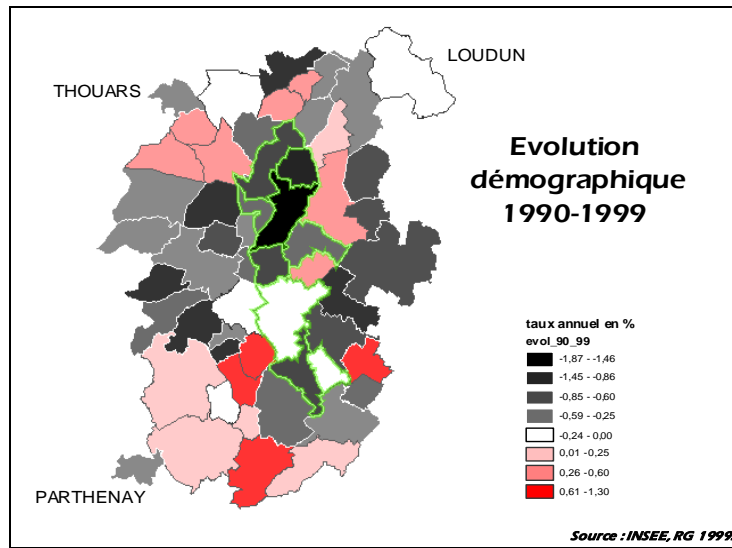 LOUDUN
THOUARS
Evolution
démographique
1990-1999
taux annuel en %
evol_90_99
-1,87 - -1,46
-1,45 - -0,86
-0,85 - -0,60
-0,59 - -0,25
-0,24 - 0,00
0,01 - 0,25
0,26 - 0,60
0,61 - 1,30
PARTHENAY
Source : INSEE, RG 1999.